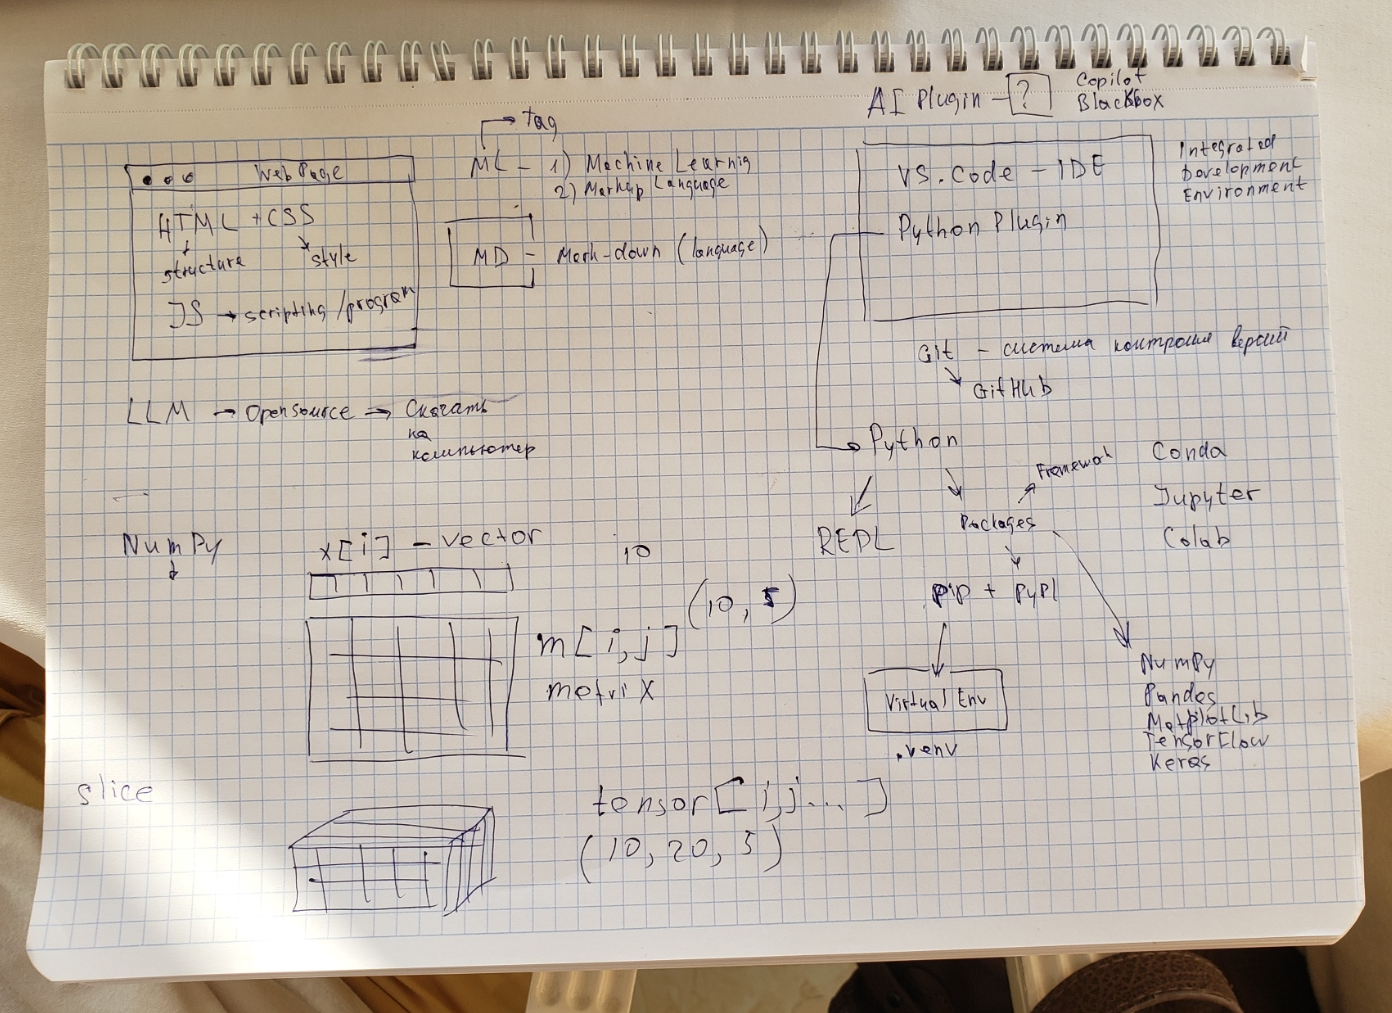 AI Plugin - ?
Copilot
Blackbox
tag
ML - 1) Machine Learnig
2) Markup Language
MD - Mark-down (language)
Web Page
HTML + CSS
structure
style
JS → scripting /program
VS.Code - IDE
Python Plugin
Integrated
Development
Environment
Git - система контроля версий
GitHub
LLM → Opensource → Скачать
на
компьютер
Python
REPL
Packages
Framework
pip + PyPI
Virtual Env
.venv
Conda
Jupyter
Colab
NumPy
Pandas
MatplotLib
TensorFlow
Keras
NumPy
x[i] - vector
10
m[i,j]
(10, 5)
matrix
slice
tensor[i,j...]
(10, 20, 5)